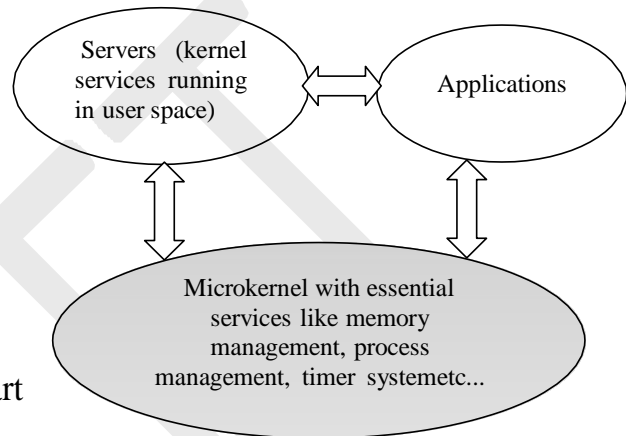 Servers (kernel
services running
in user space)
Applications
Microkernel with essential
services like memory
management, process
management, timer systemetc...
art